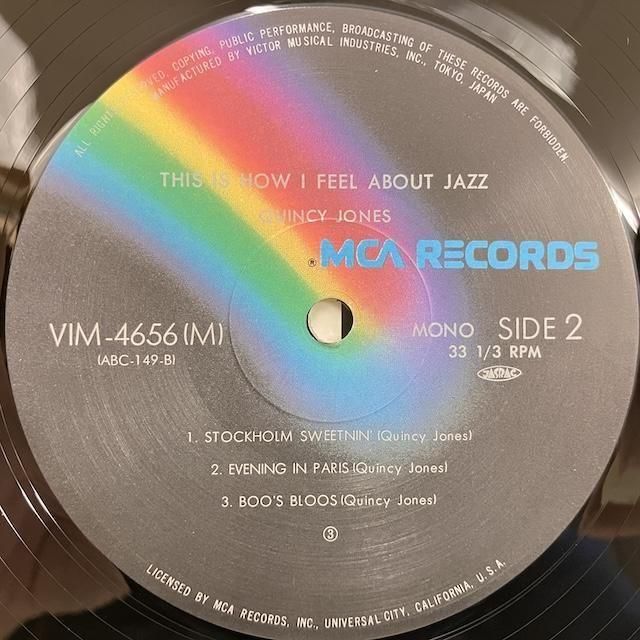 ALL RIGHTS RESERVED. COPYING, PUBLIC PERFORMANCE, BROADCASTING OF THESE RECORDS ARE FORBIDDEN.
MANUFACTURED BY VICTOR MUSICAL INDUSTRIES, INC., TOKYO, JAPAN
THIS IS HOW I FEEL ABOUT JAZZ
QUINCY JONES
® MCA RECORDS
VIM-4656(M)
(ABC-149-B)
MONO SIDE 2
33 1/3 RPM
JASRAC
1. STOCKHOLM SWEETNIN' (Quincy Jones)
2. EVENING IN PARIS (Quincy Jones)
3. BOO'S BLOOS (Quincy Jones)
③
LICENSED BY MCA RECORDS, INC., UNIVERSAL CITY, CALIFORNIA, U.S.A.